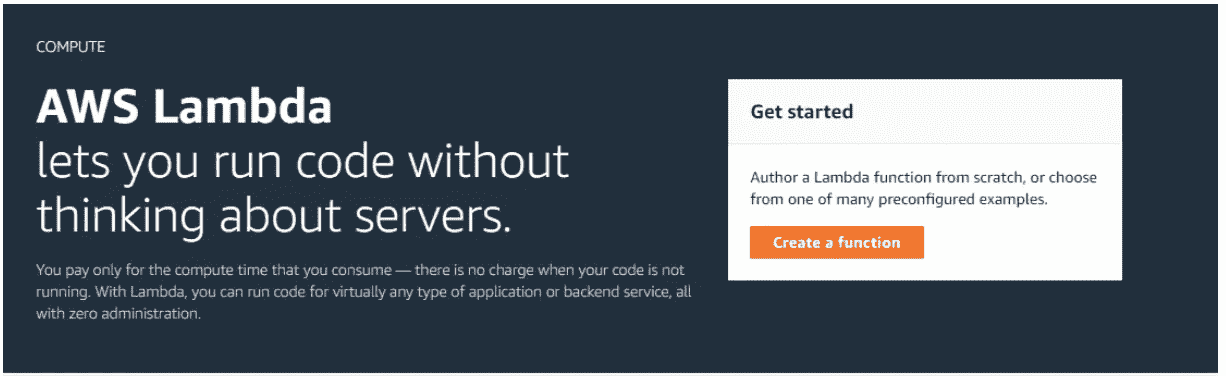 COMPUTE
AWS Lambda
lets you run code without
thinking about servers.
You pay only for the compute time that you consume — there is no charge when your code is not
running. With Lambda, you can run code for virtually any type of application or backend service, all
with zero administration.
Get started
Author a Lambda function from scratch, or choose
from one of many preconfigured examples.
Create a function